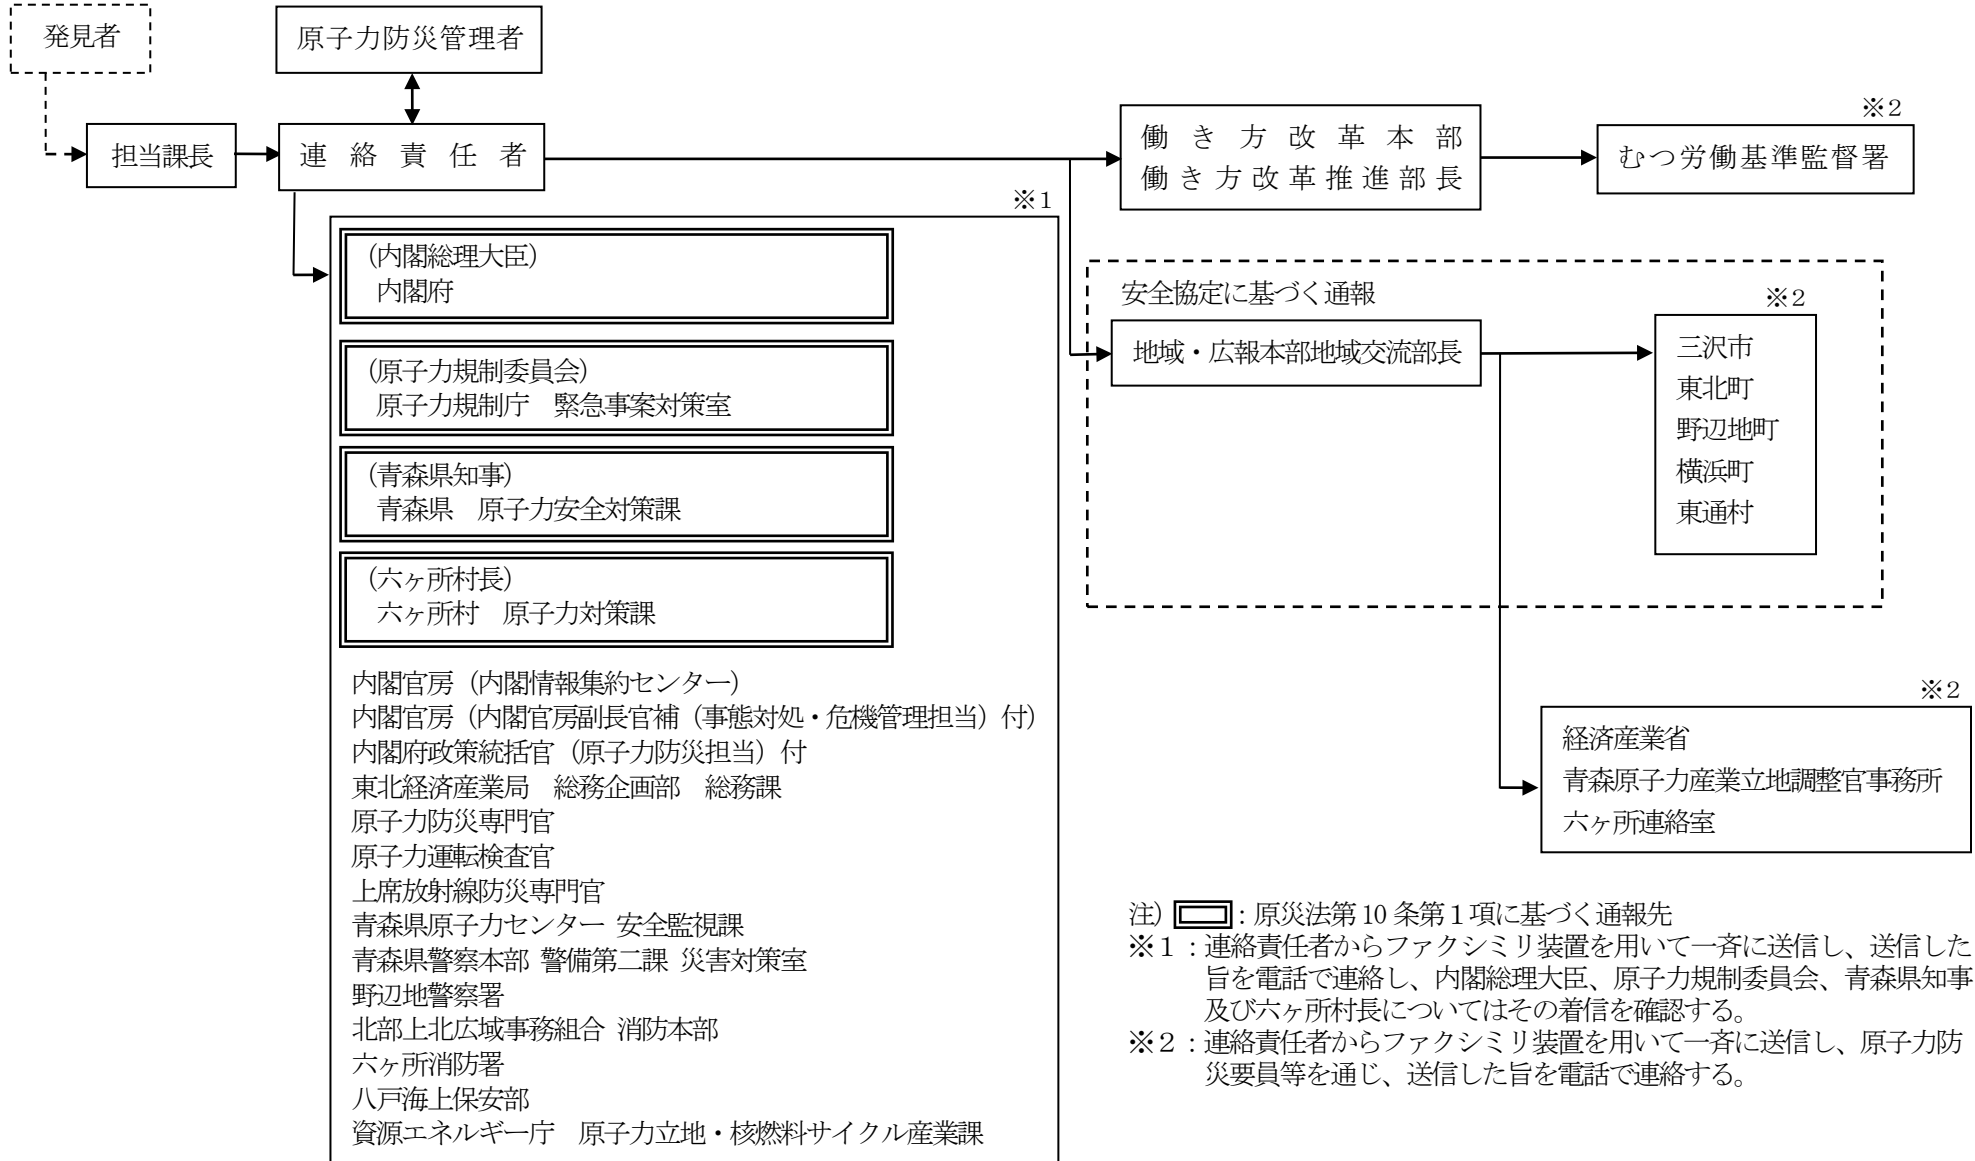 発見者
原子力防災管理者
担当課長
連絡責任者
働き方改革本部
働き方改革推進部長
※2
むつ労働基準監督署
※1
(内閣総理大臣)
内閣府
(原子力規制委員会)
原子力規制庁　緊急事案対策室
(青森県知事)
青森県　原子力安全対策課
(六ヶ所村長)
六ヶ所村　原子力対策課
内閣官房（内閣情報集約センター）
内閣官房（内閣官房副長官補（事態対処・危機管理担当）付）
内閣府政策統括官（原子力防災担当）付
東北経済産業局　総務企画部　総務課
原子力防災専門官
原子力運転検査官
上席放射線防災専門官
青森県原子力センター 安全監視課
青森県警察本部 警備第二課 災害対策室
野辺地警察署
北部上北広域事務組合 消防本部
六ヶ所消防署
八戸海上保安部
資源エネルギー庁　原子力立地・核燃料サイクル産業課
安全協定に基づく通報
※2
地域・広報本部地域交流部長
三沢市
東北町
野辺地町
横浜町
東通村
※2
経済産業省
青森原子力産業立地調整官事務所
六ヶ所連絡室
注) : 原災法第10条第1項に基づく通報先
※1：連絡責任者からファクシミリ装置を用いて一斉に送信し、送信した
旨を電話で連絡し、内閣総理大臣、原子力規制委員会、青森県知事
及び六ヶ所村長についてはその着信を確認する。
※2：連絡責任者からファクシミリ装置を用いて一斉に送信し、原子力防
災要員等を通じ、送信した旨を電話で連絡する。